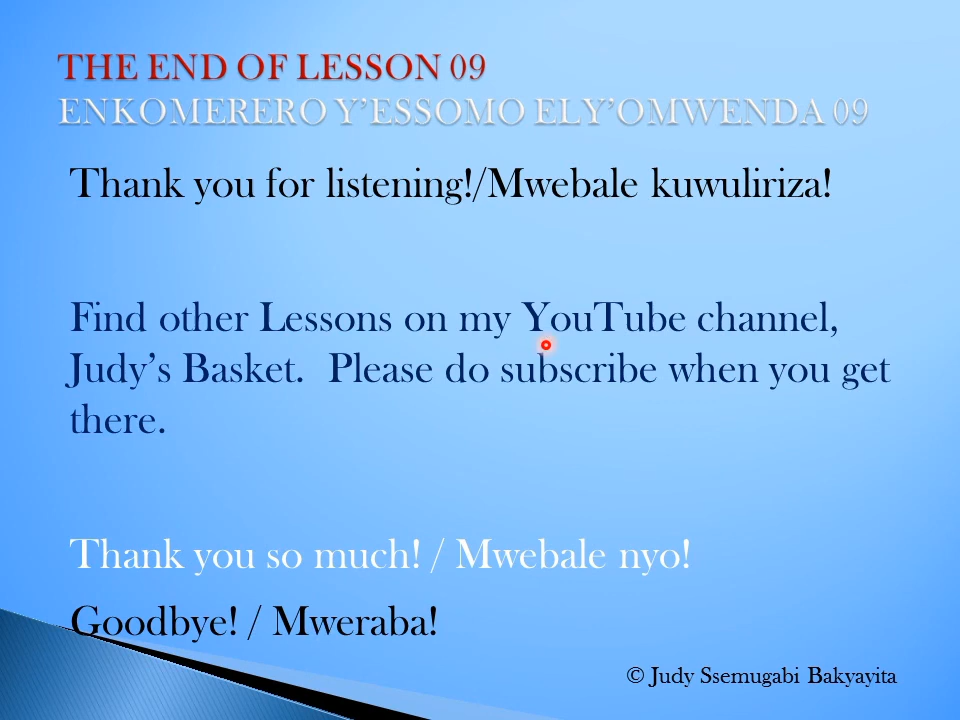 THE END OF LESSON 09
ENKOMERERO Y’ESSOMO ELY’OMWENDA 09
Thank you for listening!/Mwebale kuwuliriza!
Find other Lessons on my YouTube channel,
Judy’s Basket.  Please do subscribe when you get
there.
Thank you so much! / Mwebale nyo!
Goodbye! / Mweraba!
© Judy Ssemugabi Bakyayita